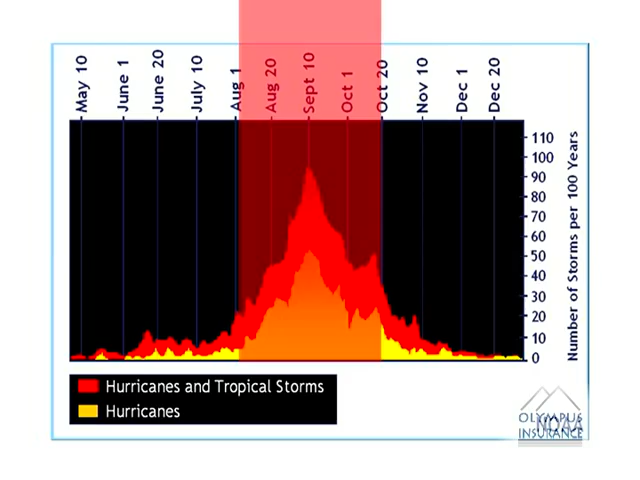 May 10
June 1
June 20
July 10
Aug 1
Aug 20
Sept 10
Oct 1
Oct 20
Nov 10
Dec 1
Dec 20
110
100
90
80
70
60
50
40
30
20
10
0
Number of Storms per 100 Years
Hurricanes and Tropical Storms
Hurricanes
OLYMPUS
NOAA
INSURANCE